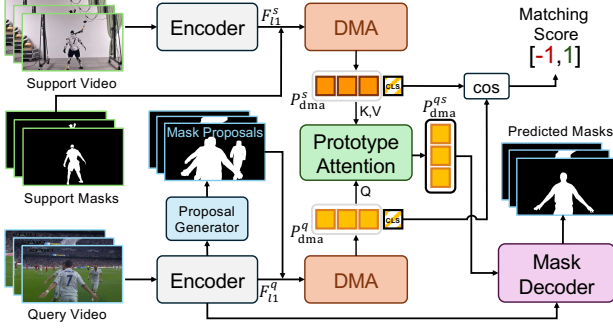 Encoder
F^s_{l1}
DMA
Matching
Score
[-1,1]
Support Video
P^s_{dma}
CLS
cos
K,V
P^{qs}_{dma}
Mask Proposals
Prototype
Attention
Predicted Masks
Support Masks
Q
Proposal
Generator
P^q_{dma}
CLS
7
Encoder
F^q_{l1}
DMA
Mask
Decoder
Query Video